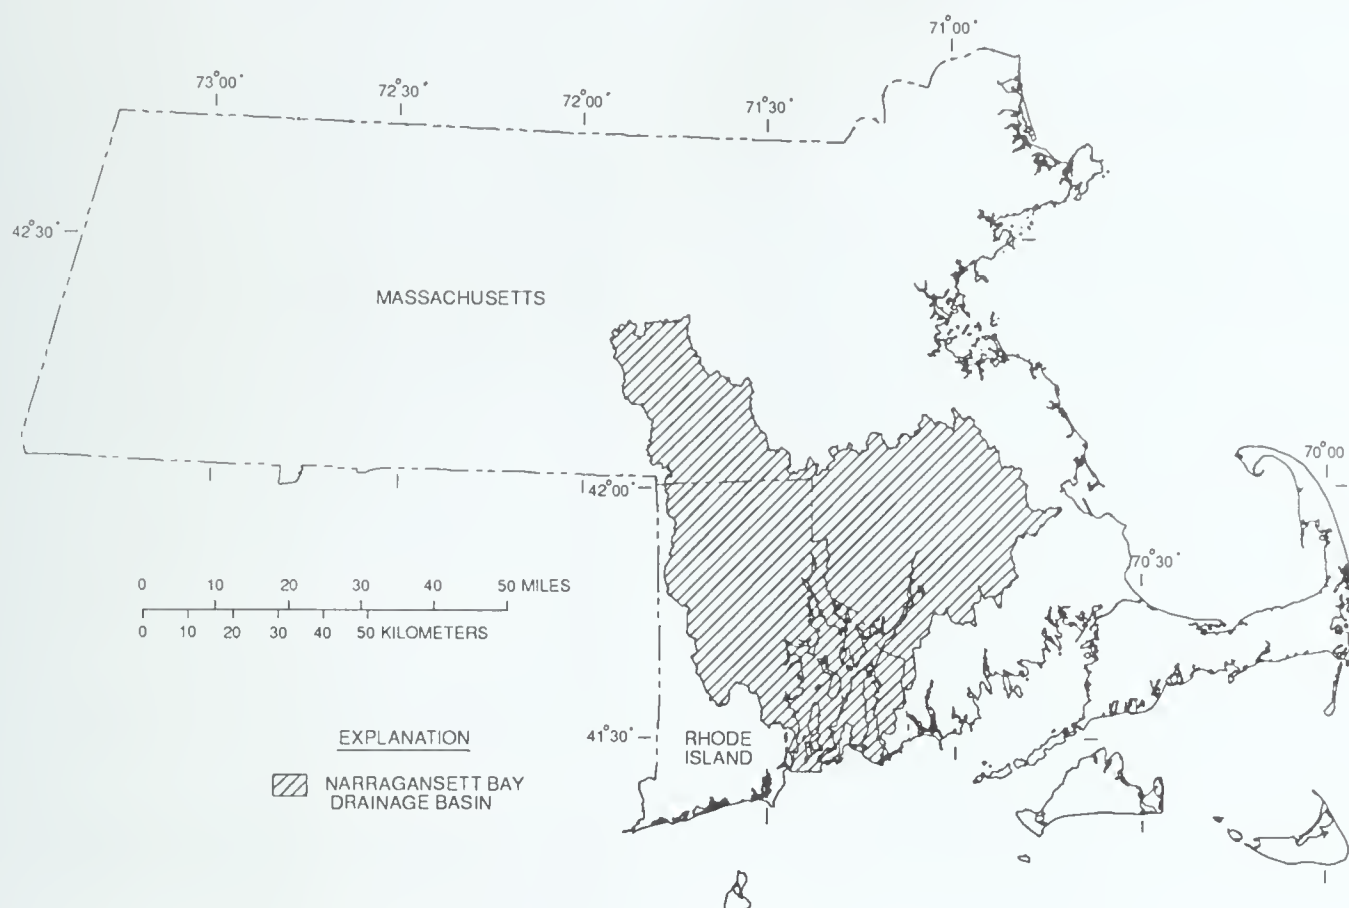 71°00'
73°00'
72°30'
72°00'
71°30'
42°30'
MASSACHUSETTS
70°00
42°00'
70°30'
0 10 20 30 40 50 MILES
0 10 20 30 40 50 KILOMETERS
EXPLANATION
NARRAGANSETT BAY
DRAINAGE BASIN
41°30'
RHODE
ISLAND